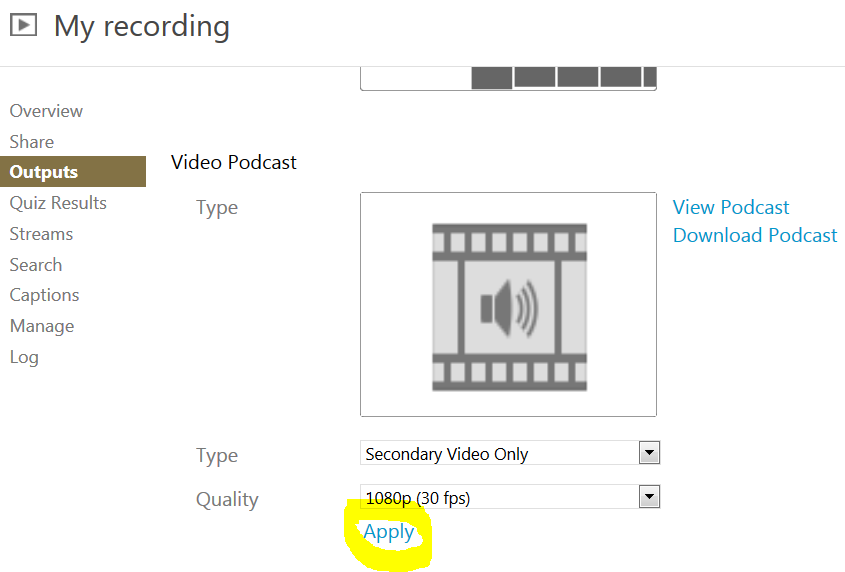 My recording
Overview
Share
Outputs
Quiz Results
Streams
Search
Captions
Manage
Log
Video Podcast
Type
View Podcast
Download Podcast
Type
Secondary Video Only
Quality
1080p (30 fps)
Apply